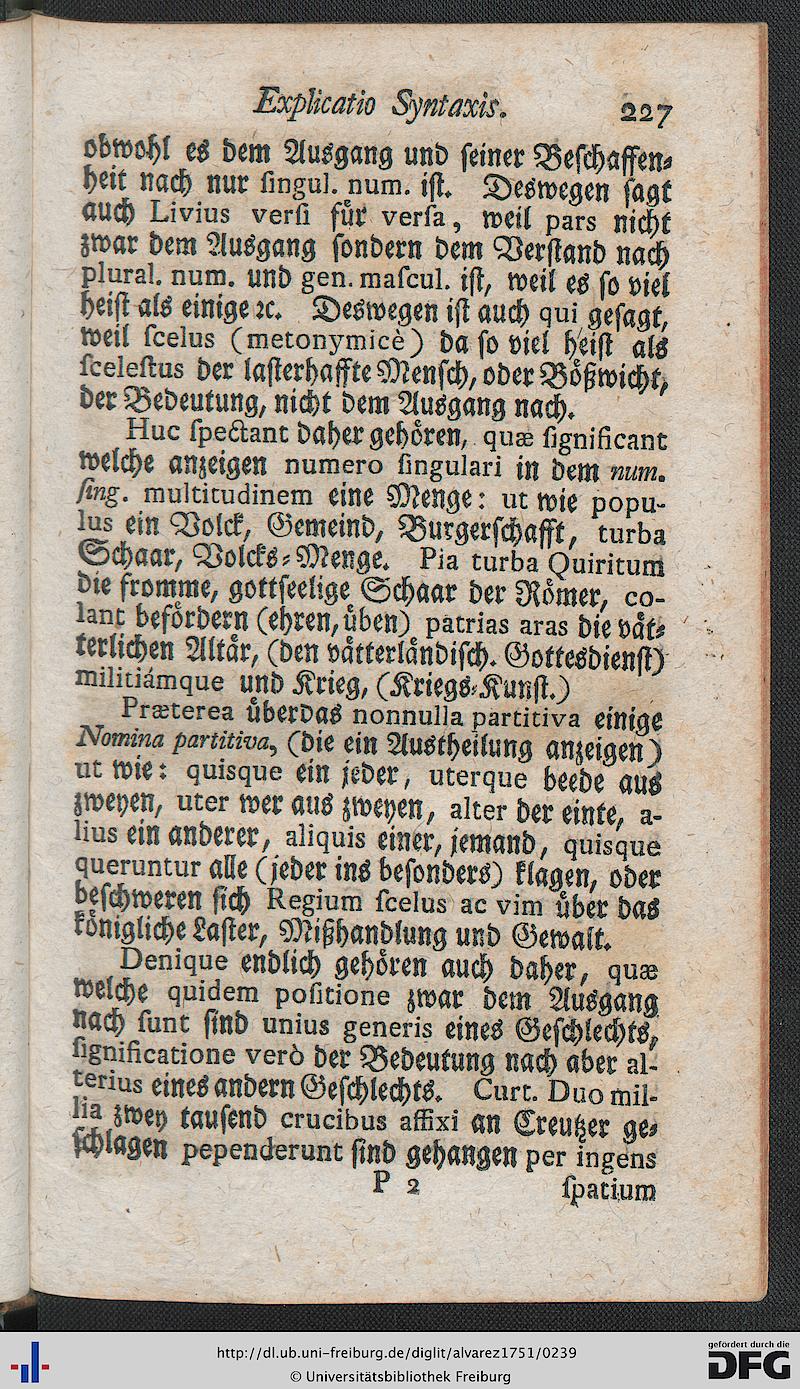 Explicatio Syntaxis. 227
obwohl es dem Ausgang und seiner Beschaffen⸗
heit nach nur ſingul. num. iſt. Deswegen ſagt
auch Livius verſi für verſa, weil pars nicht
zwar dem Ausgang ſondern dem Verſtand nach
plural. num. und gen. maſcul. iſt, weil es ſo viel
heiſt als einige ꝛc. Deswegen iſt auch qui geſagt,
weil ſcelus (metonymicè) da ſo viel heiſt als
ſceleſtus der laſterhaffte Menſch, oder Bößwicht,
der Bedeutung, nicht dem Ausgang nach.
Huc ſpectant daher gehören, quæ ſignificant
welche anzeigen numero ſingulari in dem num.
ſing. multitudinem eine Menge: ut wie popu-
lus ein Volck, Gemeind, Burgerſchafft, turba
Schaar, Volcks⸗Menge. Pia turba Quiritum
die fromme, gottſeelige Schaar der Römer, co-
lant befördern (ehren, üben) patrias aras die vät⸗
terlichen Altär, (den vätterländiſch. Gottesdienſt)
militiámque und Krieg, (Kriegs⸗Kunſt.)
Præterea überdas nonnulla partitiva einige
Nomina partitiva, (die ein Austheilung anzeigen)
ut wie: quisque ein jeder, uterque beede aus
zweyen, uter wer aus zweyen, alter der einte, a-
lius ein anderer, aliquis einer, jemand, quisque
queruntur alle (jeder ins beſonders) klagen, oder
beſchweren ſich Regium ſcelus ac vim über das
königliche Laſter, Mißhandlung und Gewalt.
Denique endlich gehören auch daher, quæ
welche quidem poſitione zwar dem Ausgang
nach ſunt ſind unius generis eines Geſchlechts,
ſignificatione verò der Bedeutung nach aber al-
terius eines andern Geſchlechts. Curt. Duo mil-
lia zwey tauſend crucibus affixi an Creutzer ge⸗
ſchlagen pependerunt ſind gehangen per ingens
P 2 ſpatium
http://dl.ub.uni-freiburg.de/diglit/alvarez1751/0239
© Universitätsbibliothek Freiburg
gefördert durch die
DFG